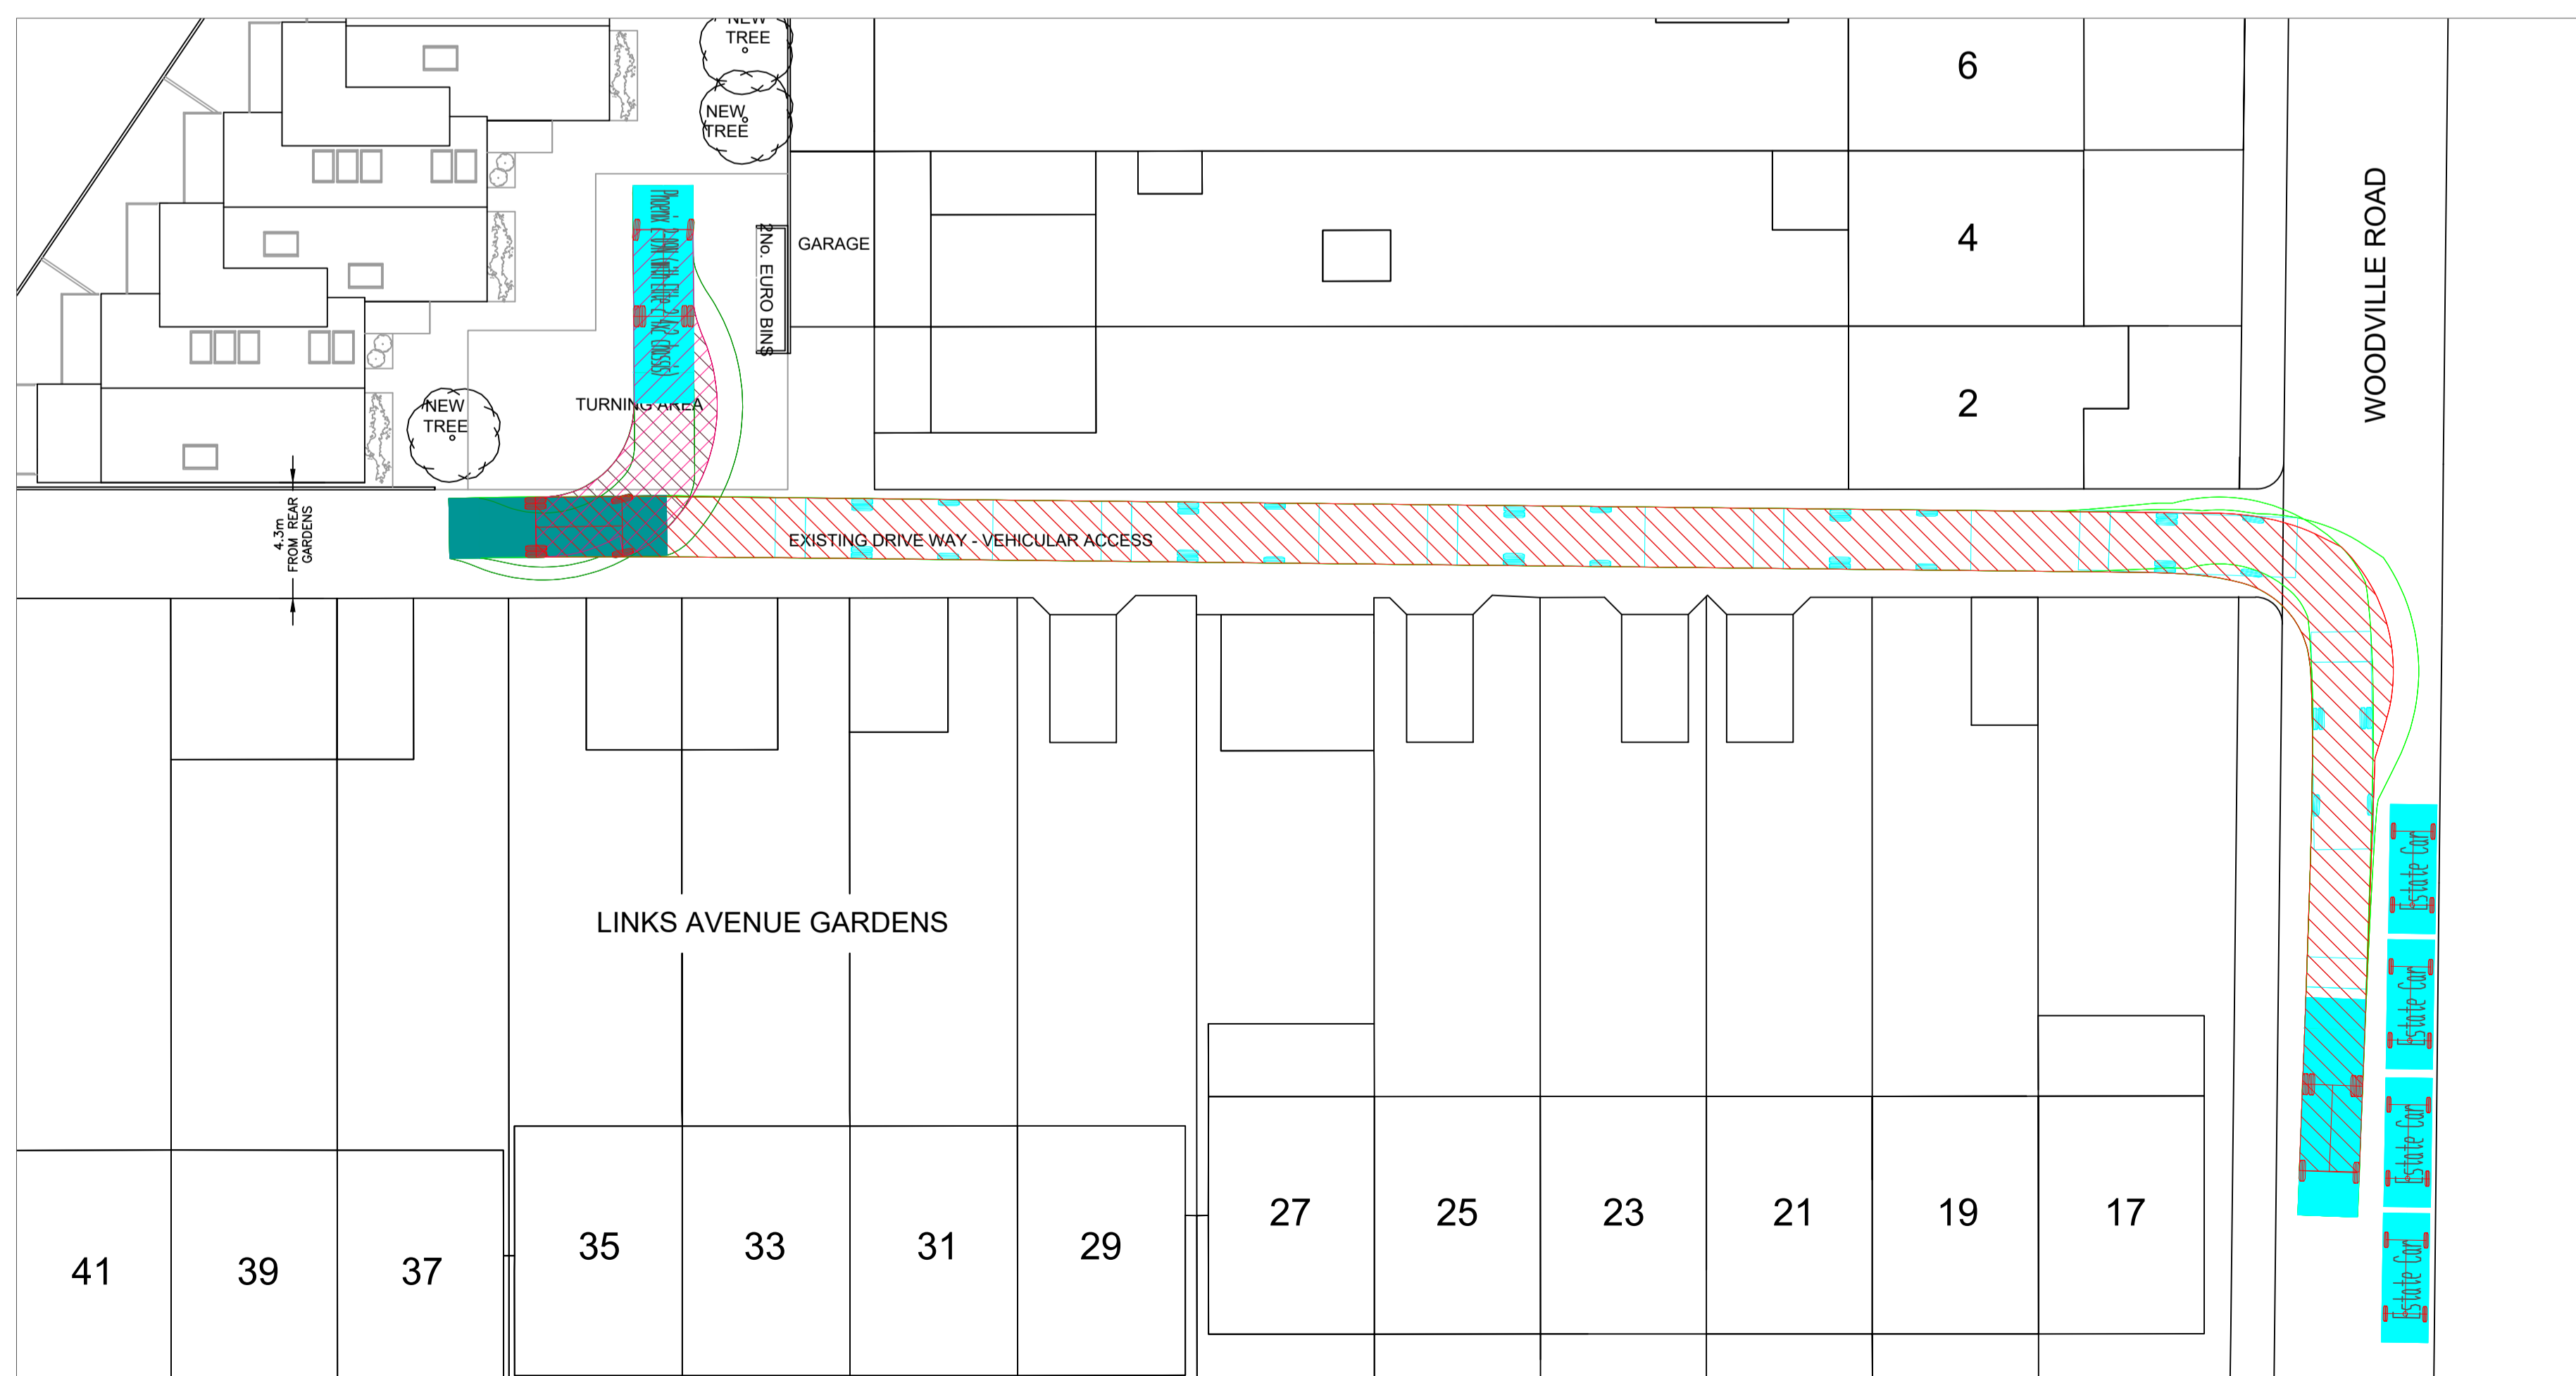 NEW
TREE
NEW
TREE
6
WOODVILLE ROAD
4
GARAGE
2No. EURO BINS
2
TURNING AREA
NEW
TREE
4.3m
FROM REAR
GARDENS
EXISTING DRIVE WAY - VEHICULAR ACCESS
LINKS AVENUE GARDENS
Estate Car
Estate Car
Estate Car
Estate Car
41
39
37
35
33
31
29
27
25
23
21
19
17